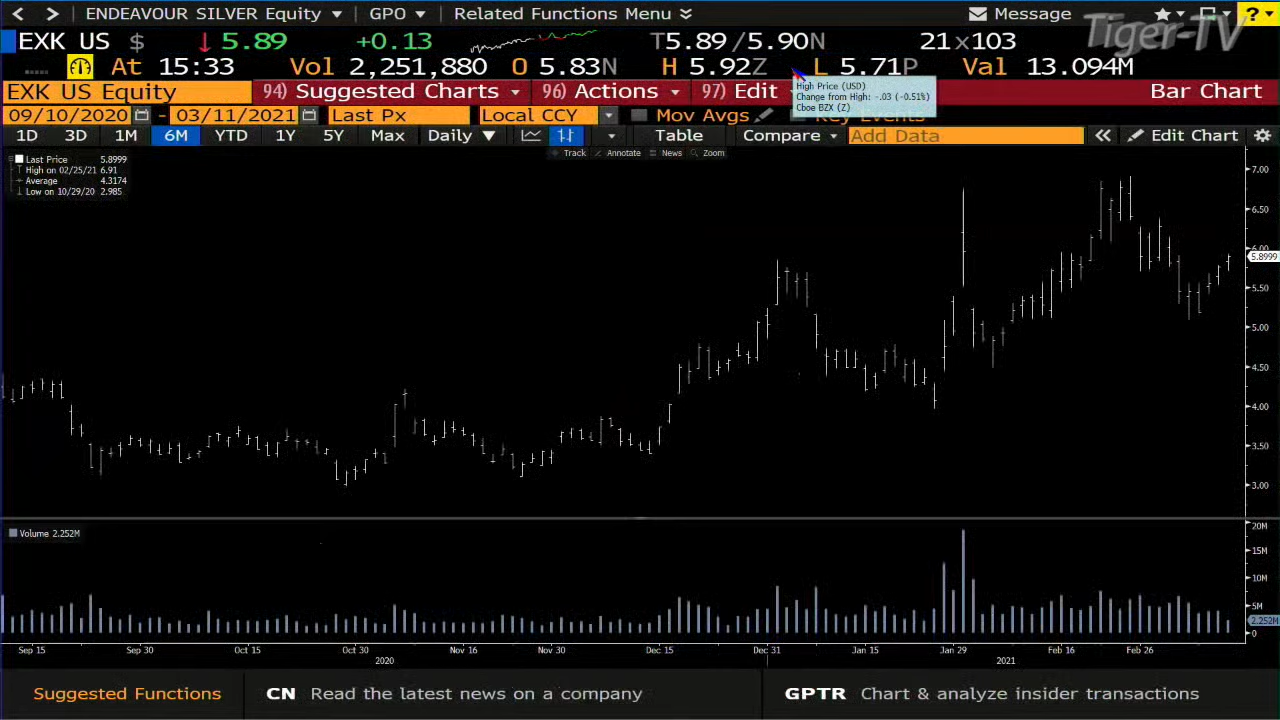 ENDEAVOUR SILVER Equity GPO Related Functions Menu Message ?
Tiger-TV
EXK US $ 5.89 +0.13 T5.89/5.90N 21x103
At 15:33 Vol 2,251,880 O 5.83N H 5.92Z L 5.71P Val 13.094M
High Price (USD)
Change from High: -.03 (-0.51%)
Cboe BZX (Z)
EXK US Equity 94) Suggested Charts 96) Actions 97) Edit Bar Chart
09/10/2020 - 03/11/2021 Last Px Local CCY Mov Avgs Key Events
1D 3D 1M 6M YTD 1Y 5Y Max Daily Table Compare Add Data Edit Chart
Track Annotate News Zoom
Last Price 5.8999
High on 02/25/21 6.91
Average 4.3174
Low on 10/29/20 2.985
7.00
6.50
6.00
5.8999
5.50
5.00
4.50
4.00
3.50
3.00
Volume 2.252M
20M
15M
10M
5M
2.252M
0
Sep 15 Sep 30 Oct 15 Oct 30 Nov 16 Nov 30 Dec 15 Dec 31 Jan 15 Jan 29 Feb 16 Feb 26
2020 2021
Suggested Functions CN Read the latest news on a company GPTR Chart & analyze insider transactions